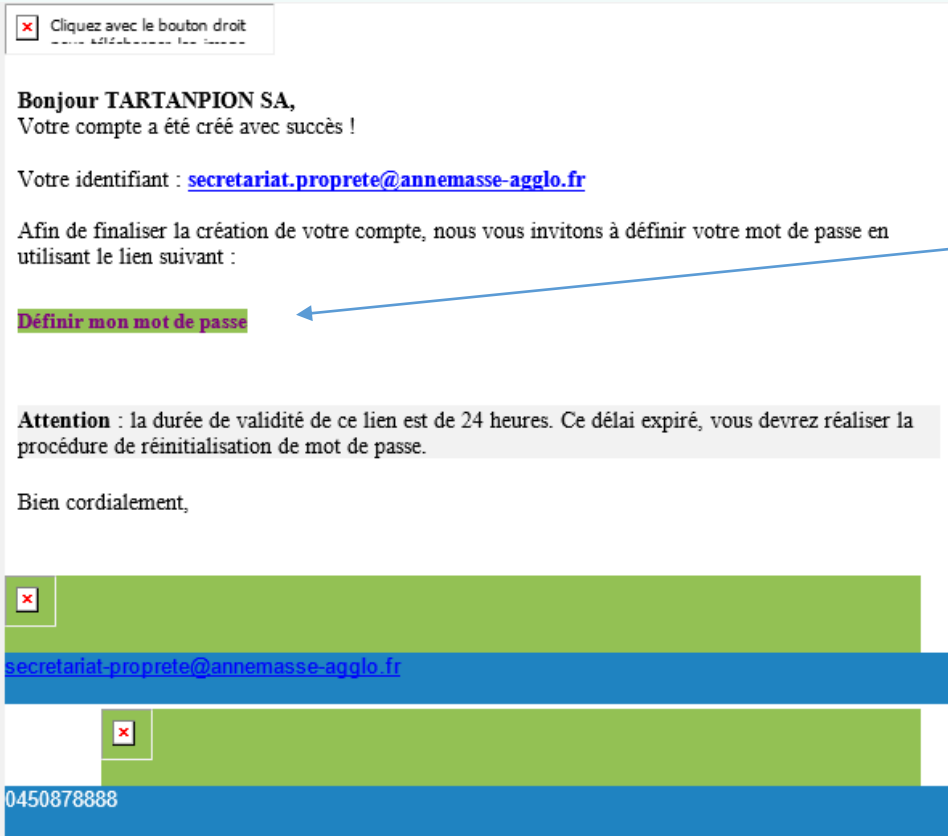 Cliquez avec le bouton droit
Bonjour TARTANPION SA,
Votre compte a été créé avec succès !
Votre identifiant : secretariat.proprete@annemasse-agglo.fr
Afin de finaliser la création de votre compte, nous vous invitons à définir votre mot de passe en
utilisant le lien suivant :
Définir mon mot de passe
Attention : la durée de validité de ce lien est de 24 heures. Ce délai expiré, vous devrez réaliser la
procédure de réinitialisation de mot de passe.
Bien cordialement,
secretariat-proprete@annemasse-agglo.fr
0450878888